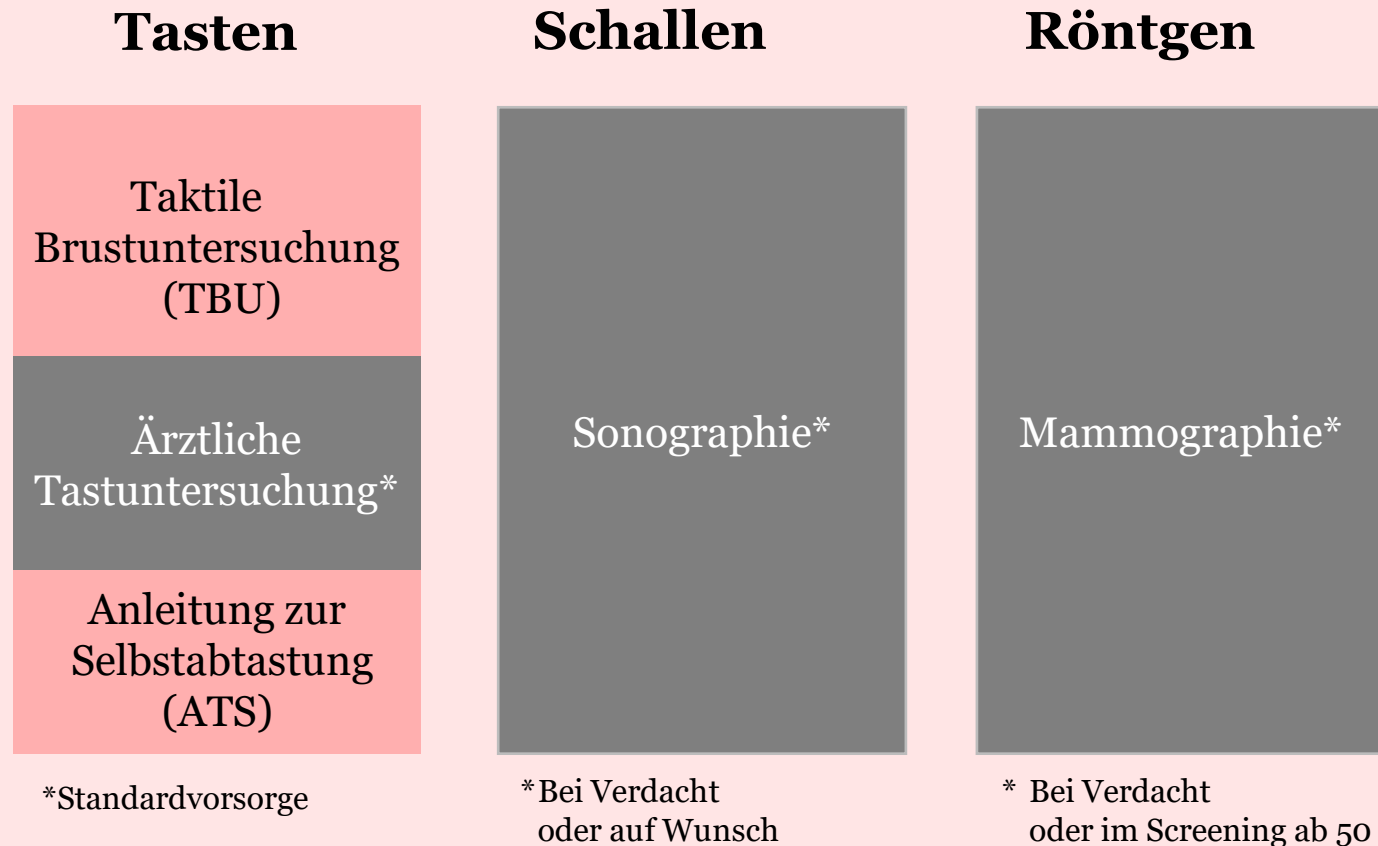 Tasten
Taktile
Brustuntersuchung
(TBU)
Ärztliche
Tastuntersuchung*
Anleitung zur
Selbstabtastung
(ATS)
*Standardvorsorge
Schallen
Sonographie*
*Bei Verdacht
oder auf Wunsch
Röntgen
Mammographie*
* Bei Verdacht
oder im Screening ab 50